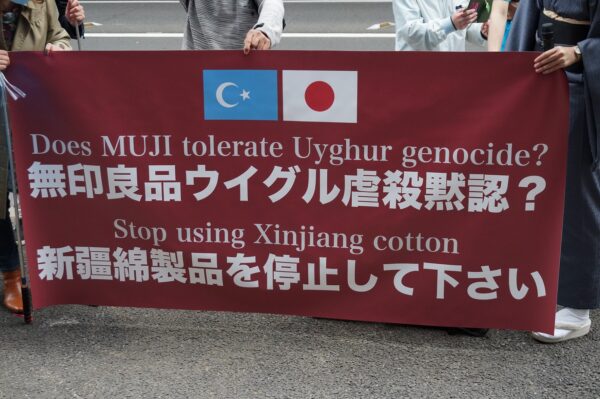 Does MUJI tolerate Uyghur genocide?
無印良品ウイグル虐殺黙認？
Stop using Xinjiang cotton
新疆綿製品を停止して下さい